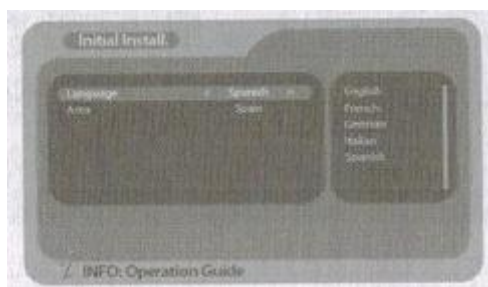 Initial Install
Language Spanish
Area Spain
English
French
German
Italian
Spanish
INFO: Operation Guide